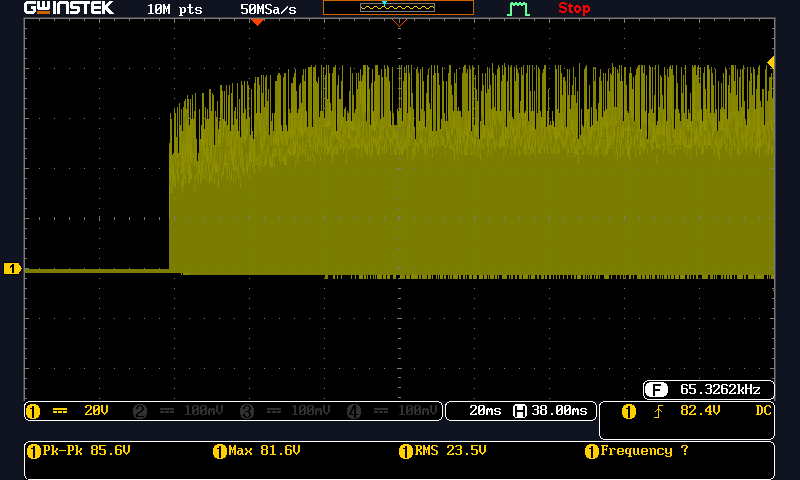 GWINSTEK 10M pts 50MSa/s Stop
1
F 65.3262kHz
1 20V 2 100mV 3 100mV 4 100mV 20ms H 38.00ms 1 82.4V DC
1 Pk-Pk 85.6V 1 Max 81.6V 1 RMS 23.5V 1 Frequency ?